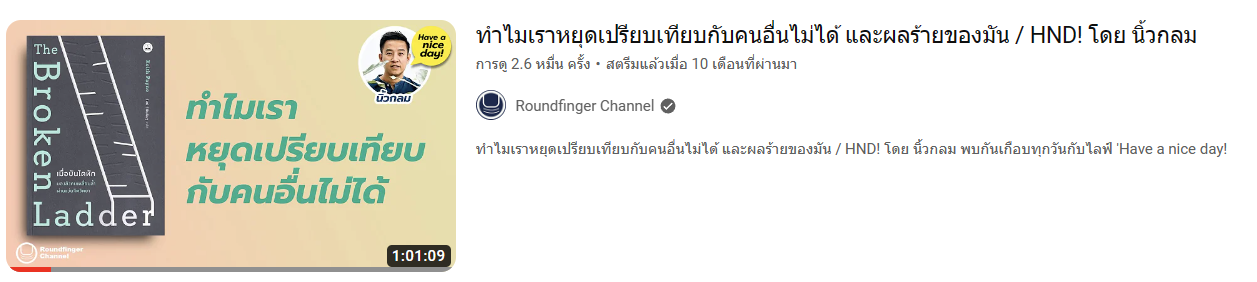 The
Broken
Ladder
Keith Payne
เมื่อบันไดหัก
Have a
nice
day!
นิ้วกลม
ทำไมเรา
หยุดเปรียบเทียบ
กับคนอื่นไม่ได้
Roundfinger
Channel
1:01:09
ทำไมเราหยุดเปรียบเทียบกับคนอื่นไม่ได้ และผลร้ายของมัน / HND! โดย นิ้วกลม
การดู 2.6 หมื่น ครั้ง • สตรีมแล้วเมื่อ 10 เดือนที่ผ่านมา
Roundfinger Channel
ทำไมเราหยุดเปรียบเทียบกับคนอื่นไม่ได้ และผลร้ายของมัน / HND! โดย นิ้วกลม พบกันเกือบทุกวันกับไลฟ์ 'Have a nice day!